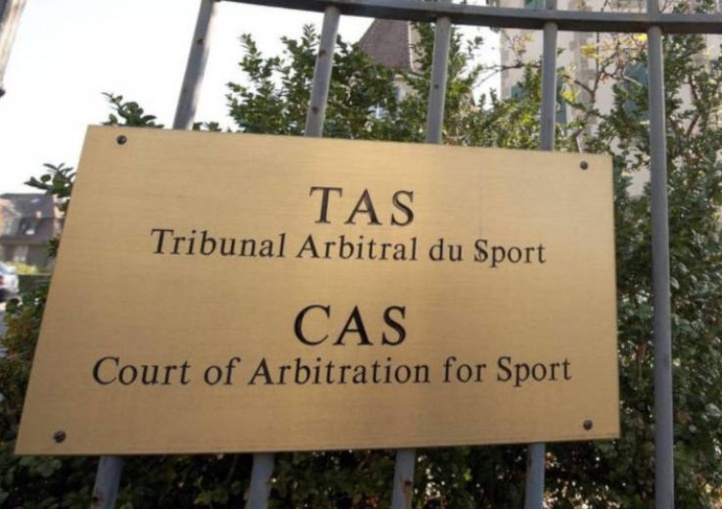 TAS
Tribunal Arbitral du Sport
CAS
Court of Arbitration for Sport